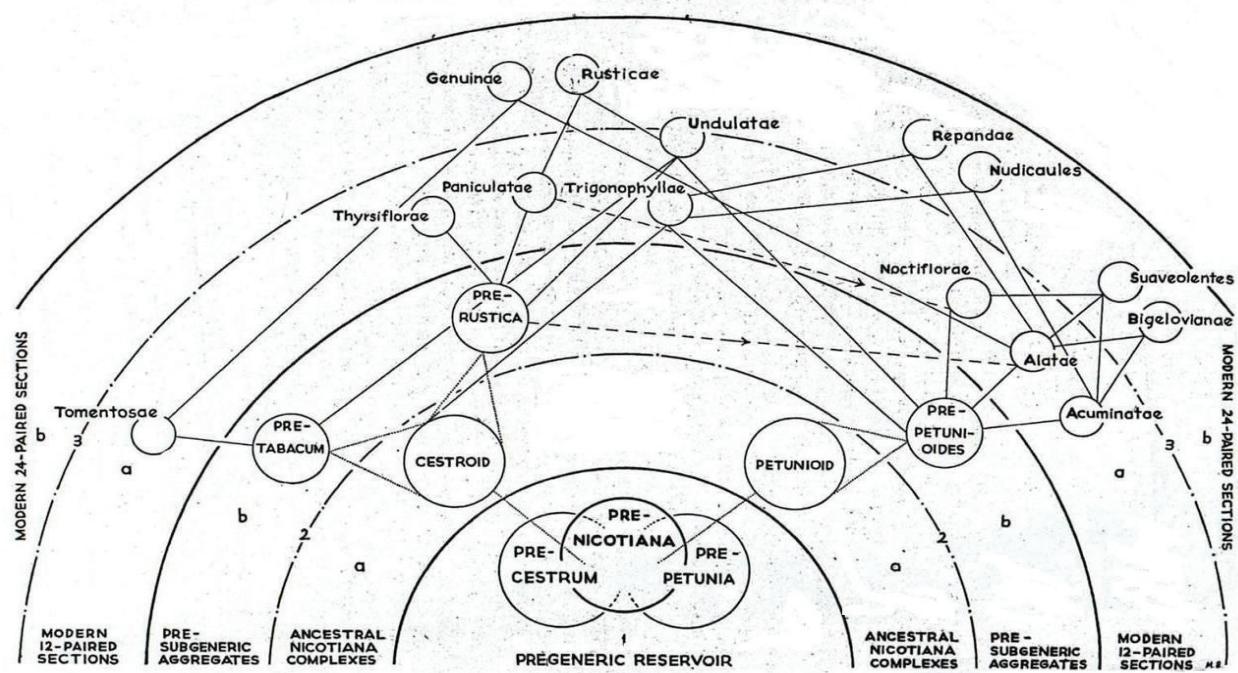 Genuinae
Rusticae
Undulatae
Repandae
Nudicaules
Paniculatae
Trigonophyllae
Thyrsiflorae
Noctiflorae
Suaveolentes
Bigelovianae
PRE-
RUSTICA
Alatae
Tomentosae
Acuminatae
PRE-
TABACUM
PRE-
PETUNI-
OIDES
CESTROID
PETUNIOID
MODERN 24-PAIRED SECTIONS
b
3
a
b
2
a
MODERN 24-PAIRED SECTIONS
b
3
a
b
2
a
PRE-
NICOTIANA
PRE-
CESTRUM
PRE-
PETUNIA
1
PREGENERIC RESERVOIR
MODERN
12-PAIRED
SECTIONS
PRE-
SUBGENERIC
AGGREGATES
ANCESTRAL
NICOTIANA
COMPLEXES
ANCESTRAL
NICOTIANA
COMPLEXES
PRE-
SUBGENERIC
AGGREGATES
MODERN
12-PAIRED
SECTIONS